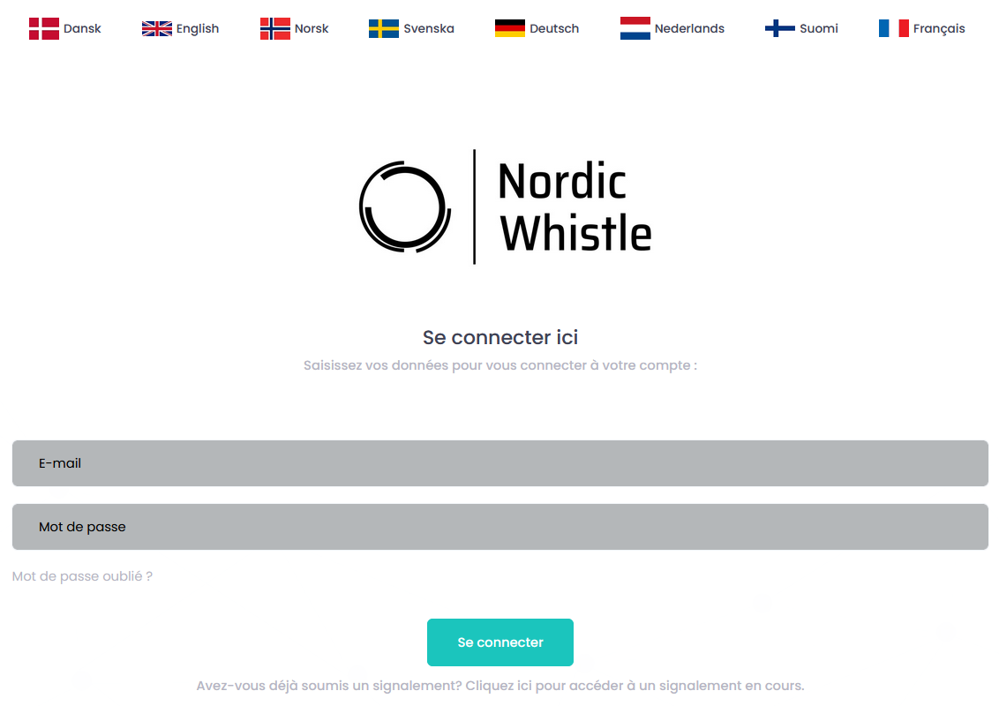 Dansk English Norsk Svenska Deutsch Nederlands Suomi Français
Nordic
Whistle
Se connecter ici
Saisissez vos données pour vous connecter à votre compte :
E-mail
Mot de passe
Mot de passe oublié ?
Se connecter
Avez-vous déjà soumis un signalement? Cliquez ici pour accéder à un signalement en cours.